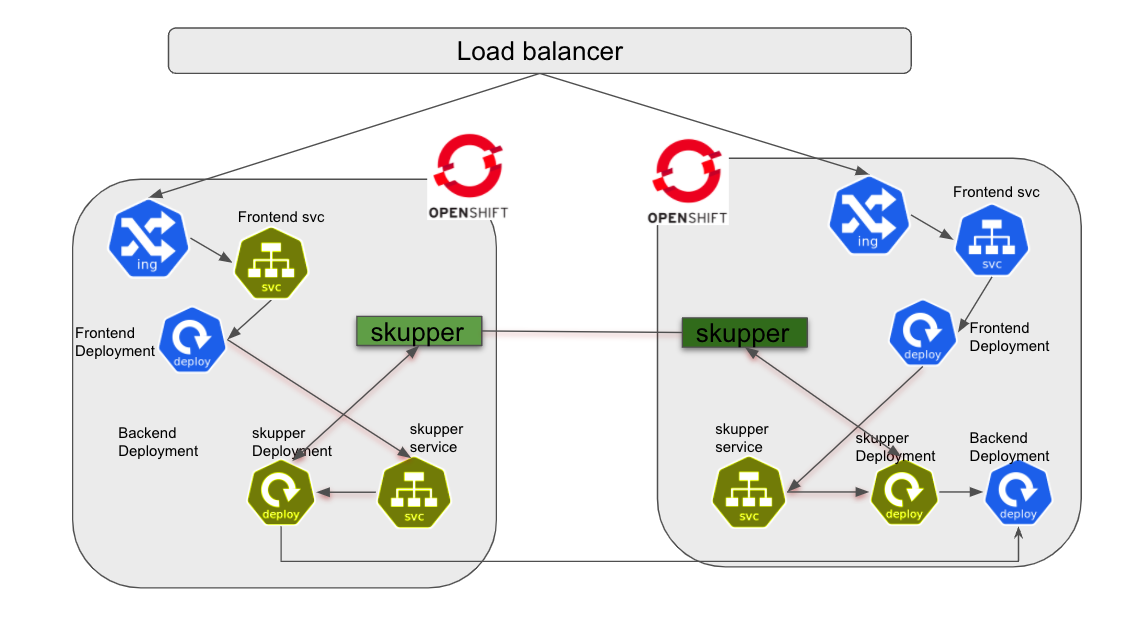 Load balancer
OPENSHIFT
OPENSHIFT
ing
Frontend svc
svc
Frontend
Deployment
deploy
skupper
Backend
Deployment
skupper
Deployment
deploy
skupper
service
svc
ing
Frontend svc
svc
Frontend
Deployment
deploy
skupper
skupper
service
svc
skupper
Deployment
deploy
Backend
Deployment
deploy